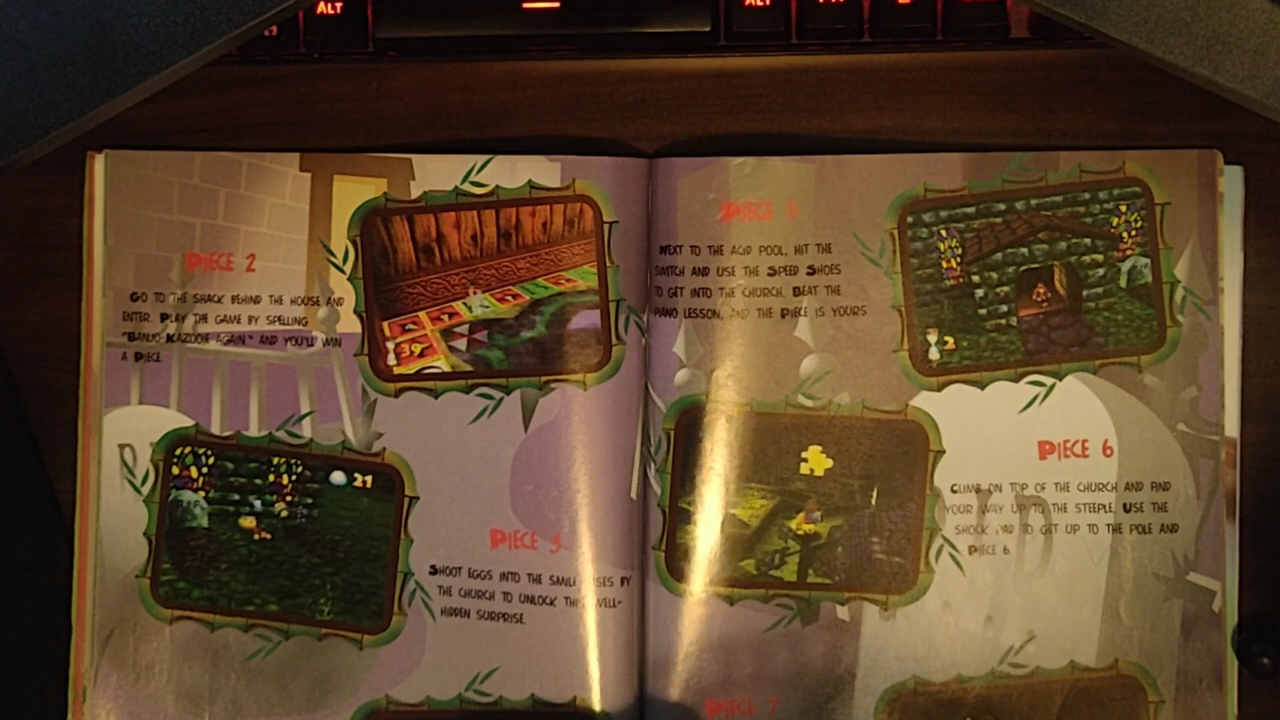 ALT
ALT
PIECE 2
GO TO THE SHACK BEHIND THE HOUSE AND
ENTER. PLAY THE GAME BY SPELLING
"BANJO-KAZOOIE AGAIN" AND YOU'LL WIN
A PIECE.
39
21
PIECE 3
SHOOT EGGS INTO THE SMILE BY
THE CHURCH TO UNLOCK THIS WELL-
HIDDEN SURPRISE.
PIECE 5
NEXT TO THE ACID POOL, HIT THE
SWITCH AND USE THE SPEED SHOES
TO GET INTO THE CHURCH. BEAT THE
PIANO LESSON, AND THE PIECE IS YOURS
2
PIECE 6
CLIMB ON TOP OF THE CHURCH AND FIND
YOUR WAY UP TO THE STEEPLE. USE THE
SHOCK PAD TO GET UP TO THE POLE AND
PIECE 6
PIECE 7